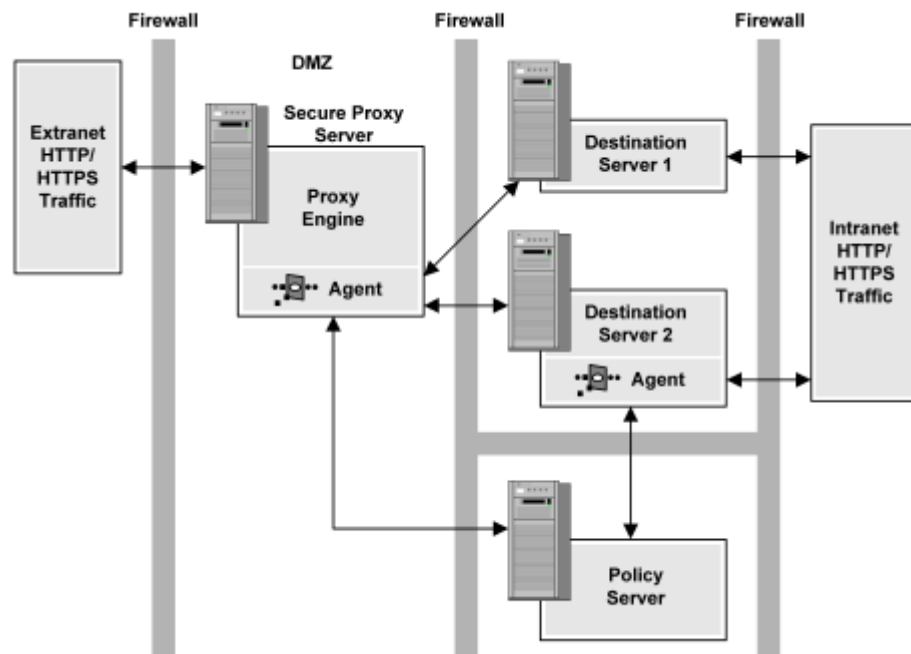 Firewall
Firewall
Firewall
DMZ
Extranet
HTTP/
HTTPS
Traffic
Secure Proxy
Server
Proxy
Engine
Agent
Destination
Server 1
Destination
Server 2
Agent
Intranet
HTTP/
HTTPS
Traffic
Policy
Server